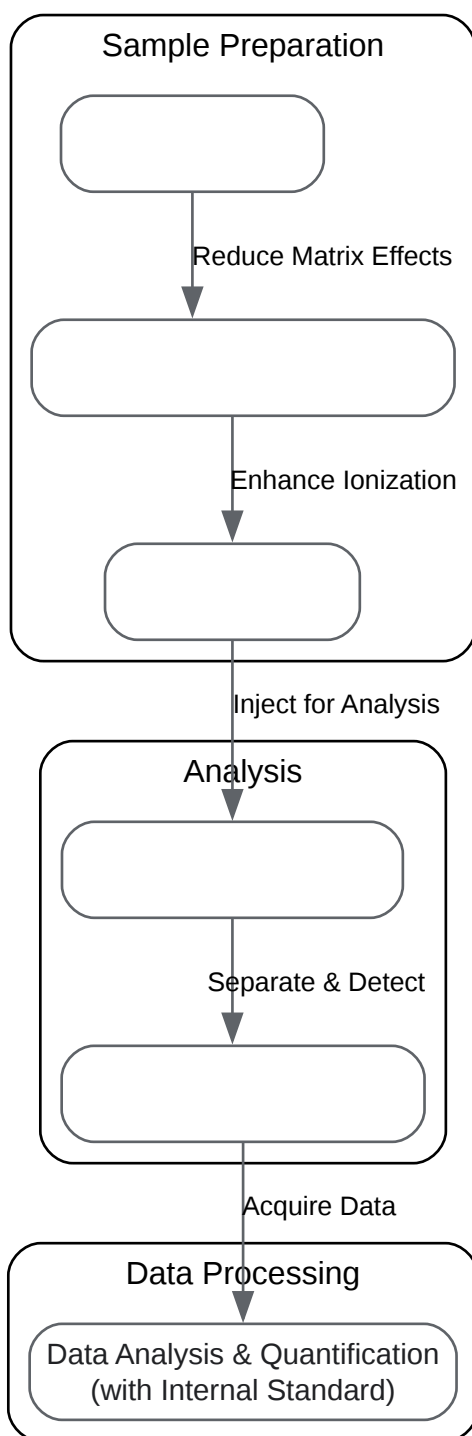 Sample Preparation
Reduce Matrix Effects
Enhance Ionization
Inject for Analysis
Analysis
Separate & Detect
Acquire Data
Data Processing
Data Analysis & Quantification
(with Internal Standard)